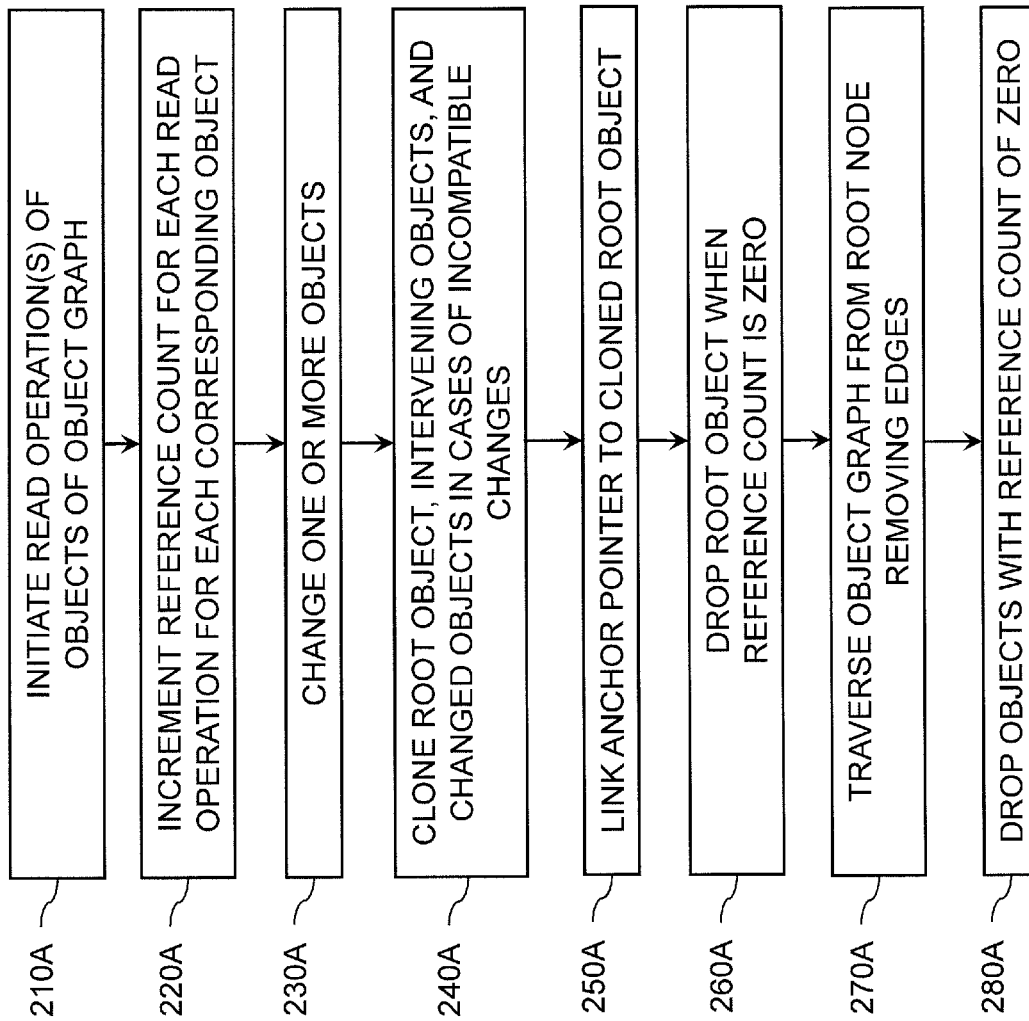 210A
INITIATE READ OPERATION(S) OF
OBJECTS OF OBJECT GRAPH
220A
INCREMENT REFERENCE COUNT FOR EACH READ
OPERATION FOR EACH CORRESPONDING OBJECT
230A
CHANGE ONE OR MORE OBJECTS
240A
CLONE ROOT OBJECT, INTERVENING OBJECTS, AND
CHANGED OBJECTS IN CASES OF INCOMPATIBLE
CHANGES
250A
LINK ANCHOR POINTER TO CLONED ROOT OBJECT
260A
DROP ROOT OBJECT WHEN
REFERENCE COUNT IS ZERO
270A
TRAVERSE OBJECT GRAPH FROM ROOT NODE
REMOVING EDGES
280A
DROP OBJECTS WITH REFERENCE COUNT OF ZERO